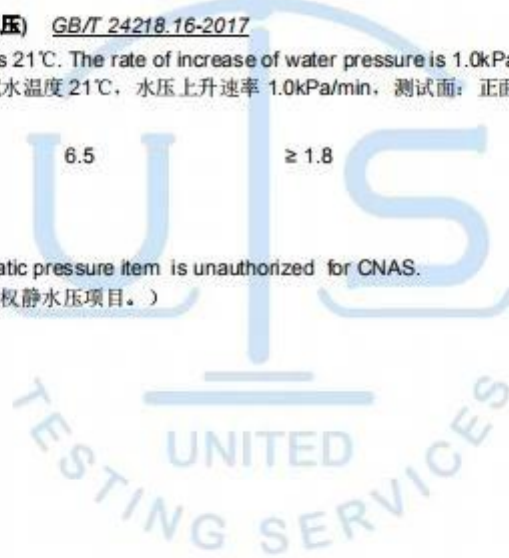 压) GB/T 24218.16-2017
s 21℃. The rate of increase of water pressure is 1.0kPa
水温度 21℃，水压上升速率 1.0kPa/min，测试面：正面
6.5 ≥ 1.8
atic pressure item is unauthorized for CNAS.
权静水压项目。）
UTS
UNITED
TESTING SERVICES